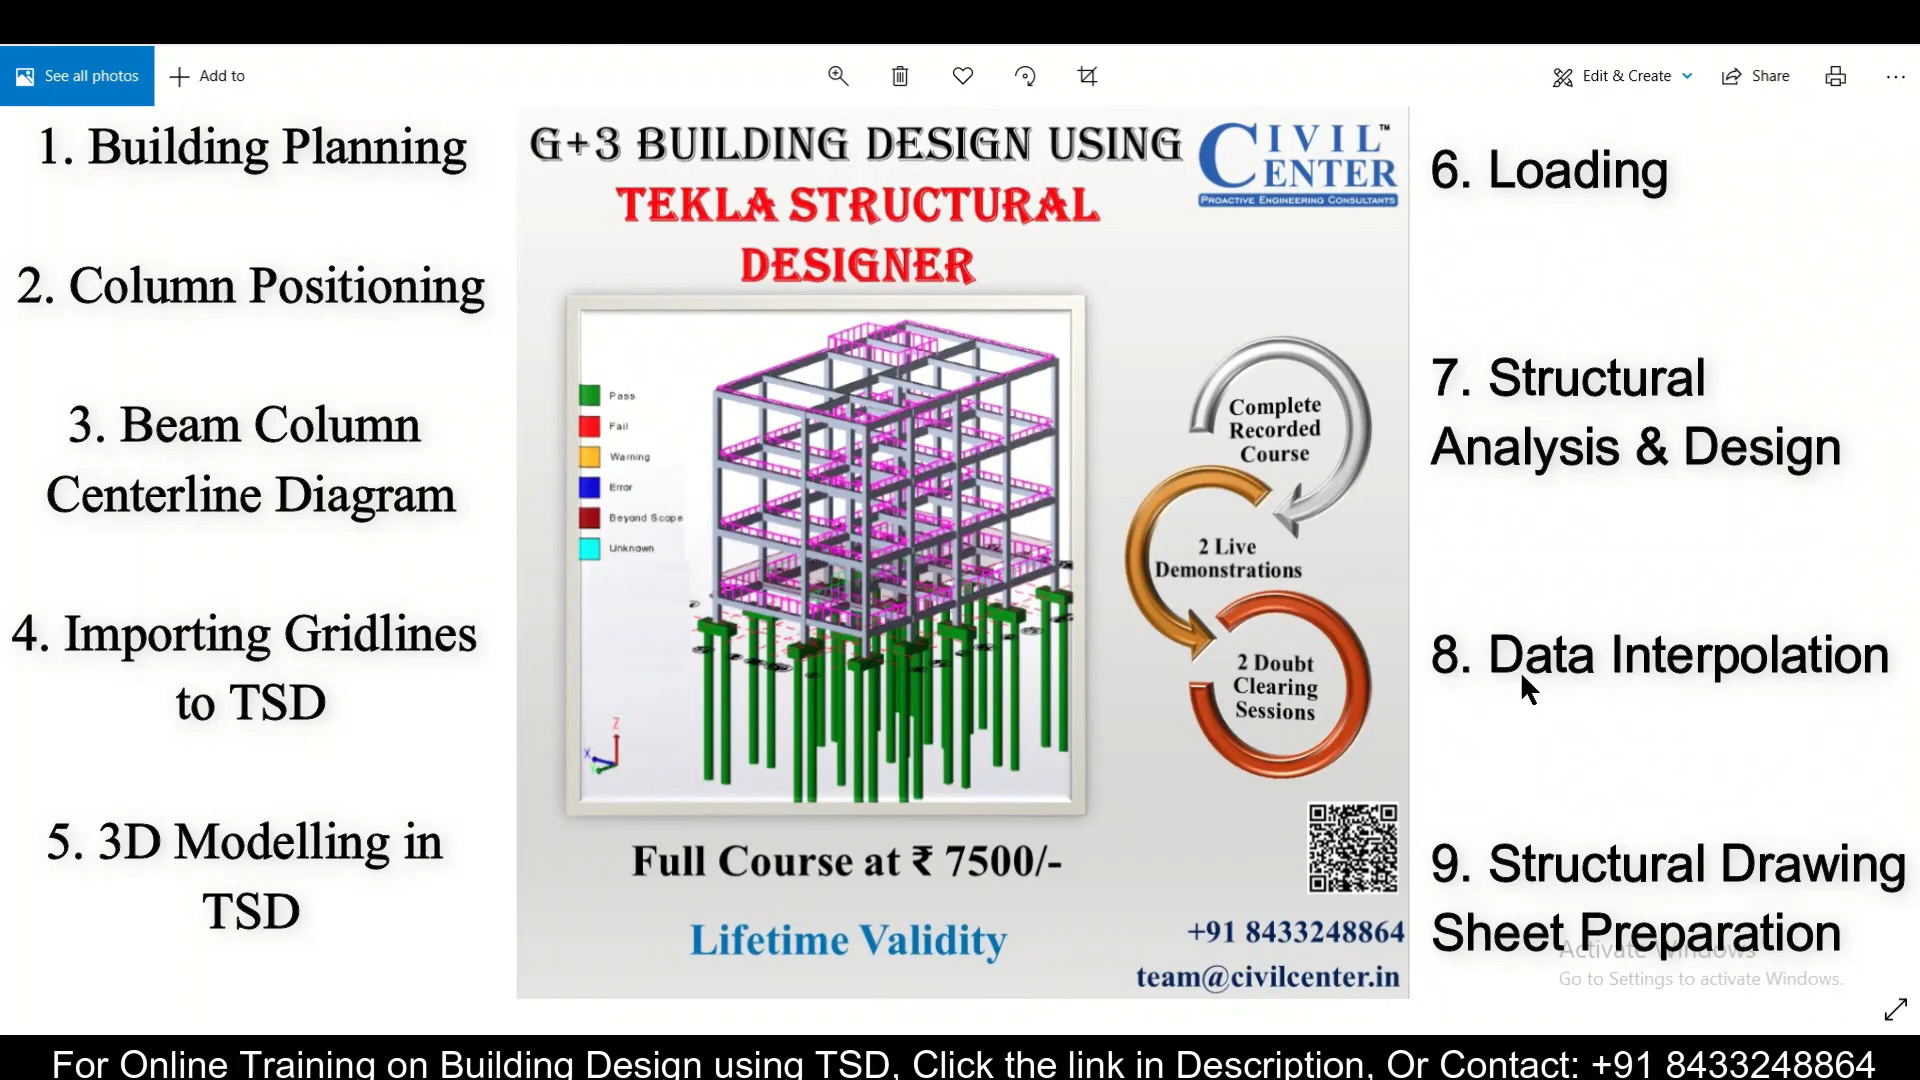 See all photos
Add to
Edit & Create
Share
1. Building Planning
2. Column Positioning
3. Beam Column
Centerline Diagram
4. Importing Gridlines
to TSD
5. 3D Modelling in
TSD
G+3 BUILDING DESIGN USING
TEKLA STRUCTURAL
DESIGNER
CIVIL™
CENTER
PROACTIVE ENGINEERING CONSULTANTS
Pass
Fail
Warning
Error
Beyond Scope
Unknown
Z
X
Y
Complete
Recorded
Course
2 Live
Demonstrations
2 Doubt
Clearing
Sessions
Full Course at ₹ 7500/-
Lifetime Validity
+91 8433248864
team@civilcenter.in
6. Loading
7. Structural
Analysis & Design
8. Data Interpolation
9. Structural Drawing
Sheet Preparation
Activate Windows
Go to Settings to activate Windows.
For Online Training on Building Design using TSD, Click the link in Description, Or Contact: +91 8433248864